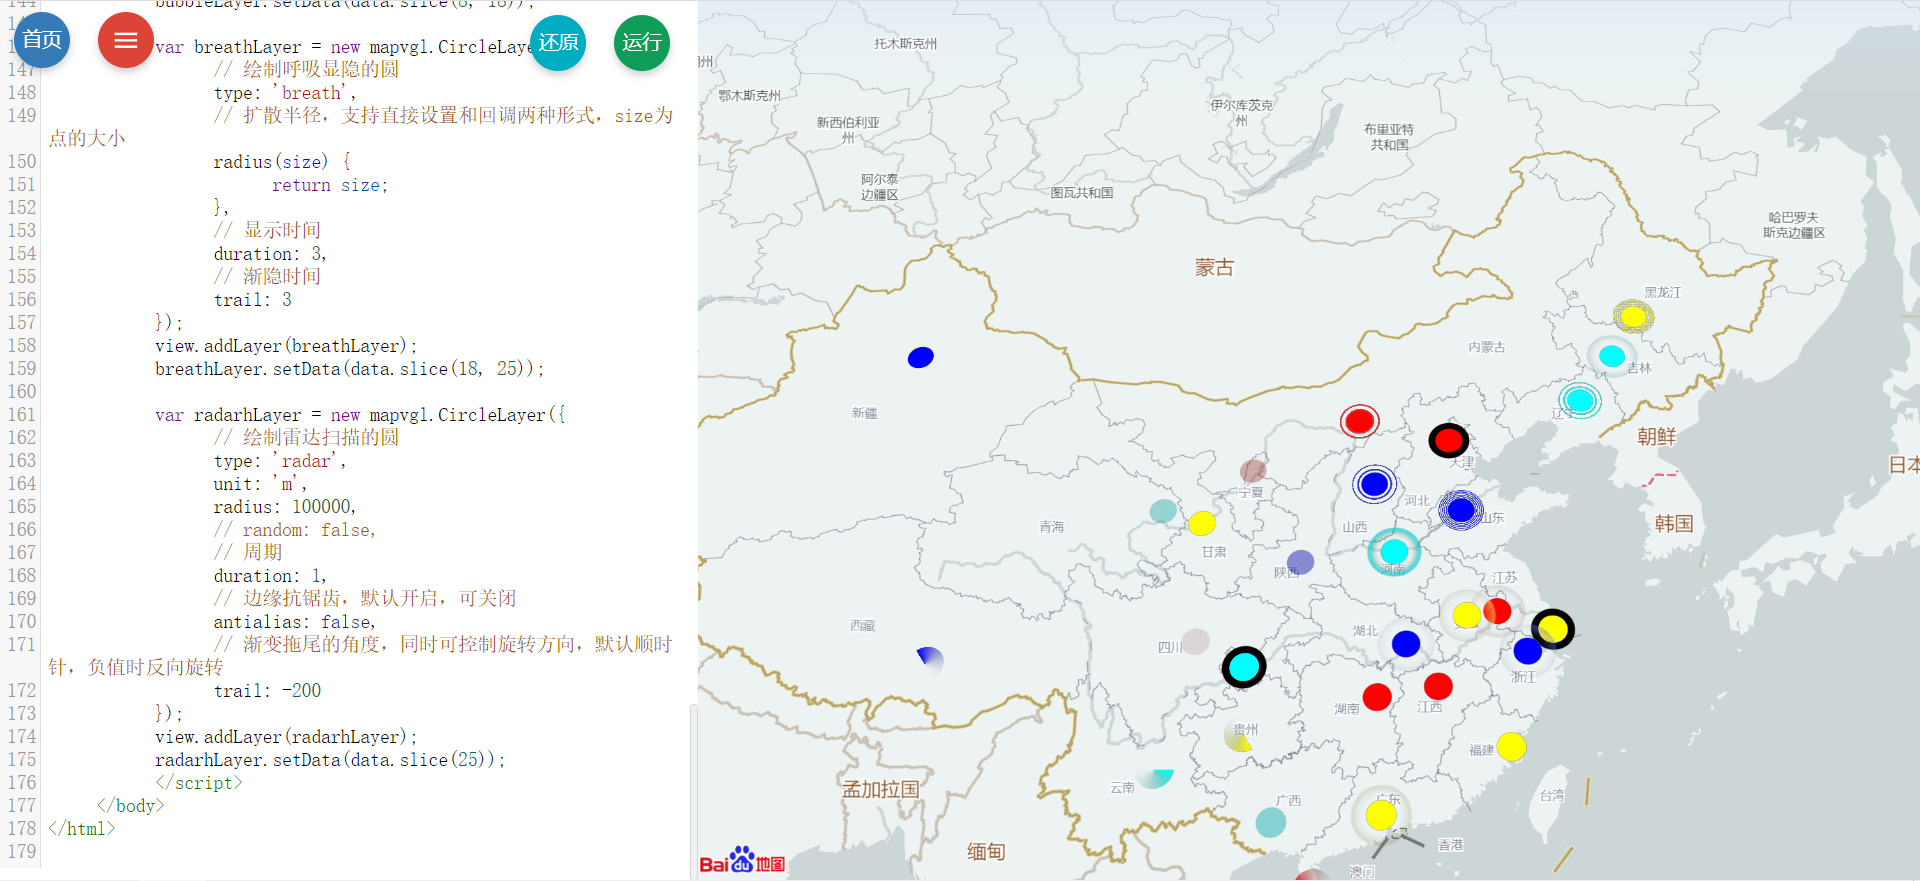 首页
还原
运行
144 bubbleLayer.setData(data.slice(8, 18));
var breathLayer = new mapvgl.CircleLaye
147 // 绘制呼吸显隐的圆
148 type: 'breath',
149 // 扩散半径，支持直接设置和回调两种形式，size为
点的大小
150 radius(size) {
151 return size;
152 },
153 // 显示时间
154 duration: 3,
155 // 渐隐时间
156 trail: 3
157 });
158 view.addLayer(breathLayer);
159 breathLayer.setData(data.slice(18, 25));
160
161 var radarhLayer = new mapvgl.CircleLayer({
162 // 绘制雷达扫描的圆
163 type: 'radar',
164 unit: 'm',
165 radius: 100000,
166 // random: false,
167 // 周期
168 duration: 1,
169 // 边缘抗锯齿，默认开启，可关闭
170 antialias: false,
171 // 渐变拖尾的角度，同时可控制旋转方向，默认顺时
针，负值时反向旋转
172 trail: -200
173 });
174 view.addLayer(radarhLayer);
175 radarhLayer.setData(data.slice(25));
176 </script>
177 </body>
178 </html>
179
托木斯克州
州
鄂木斯克州
新西伯利亚
州
伊尔库茨克
州
布里亚特
共和国
阿尔泰
边疆区
图瓦共和国
哈巴罗夫
斯克边疆区
蒙古
黑龙江
内蒙古
吉林
新疆
辽宁
朝鲜
天津
日本
宁夏
河北
山东
青海
山西
韩国
甘肃
陕西
河南
江苏
西藏
湖北
四川
浙江
湖南
江西
贵州
福建
云南
孟加拉国
台湾
广西
广东
香港
缅甸
澳门
Bai du 地图